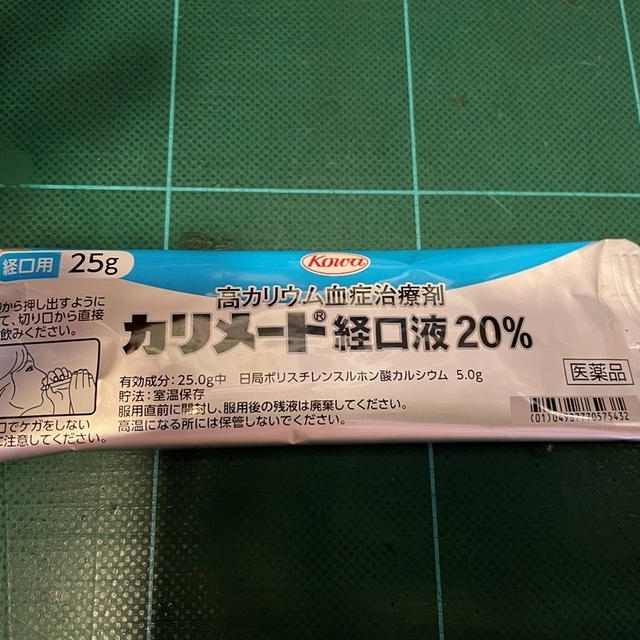 経口用 25g
Kowa
高カリウム血症治療剤
カリメート®経口液20%
から押し出すように
て、切り口から直接
飲みください。
口でケガをしない
注意してください。
有効成分:25.0g中 日局ポリスチレンスルホン酸カルシウム 5.0g
貯法:室温保存
服用直前に開封し、服用後の残液は廃棄してください。
高温になる所には保管しないでください。
医薬品
(01)04987770575432